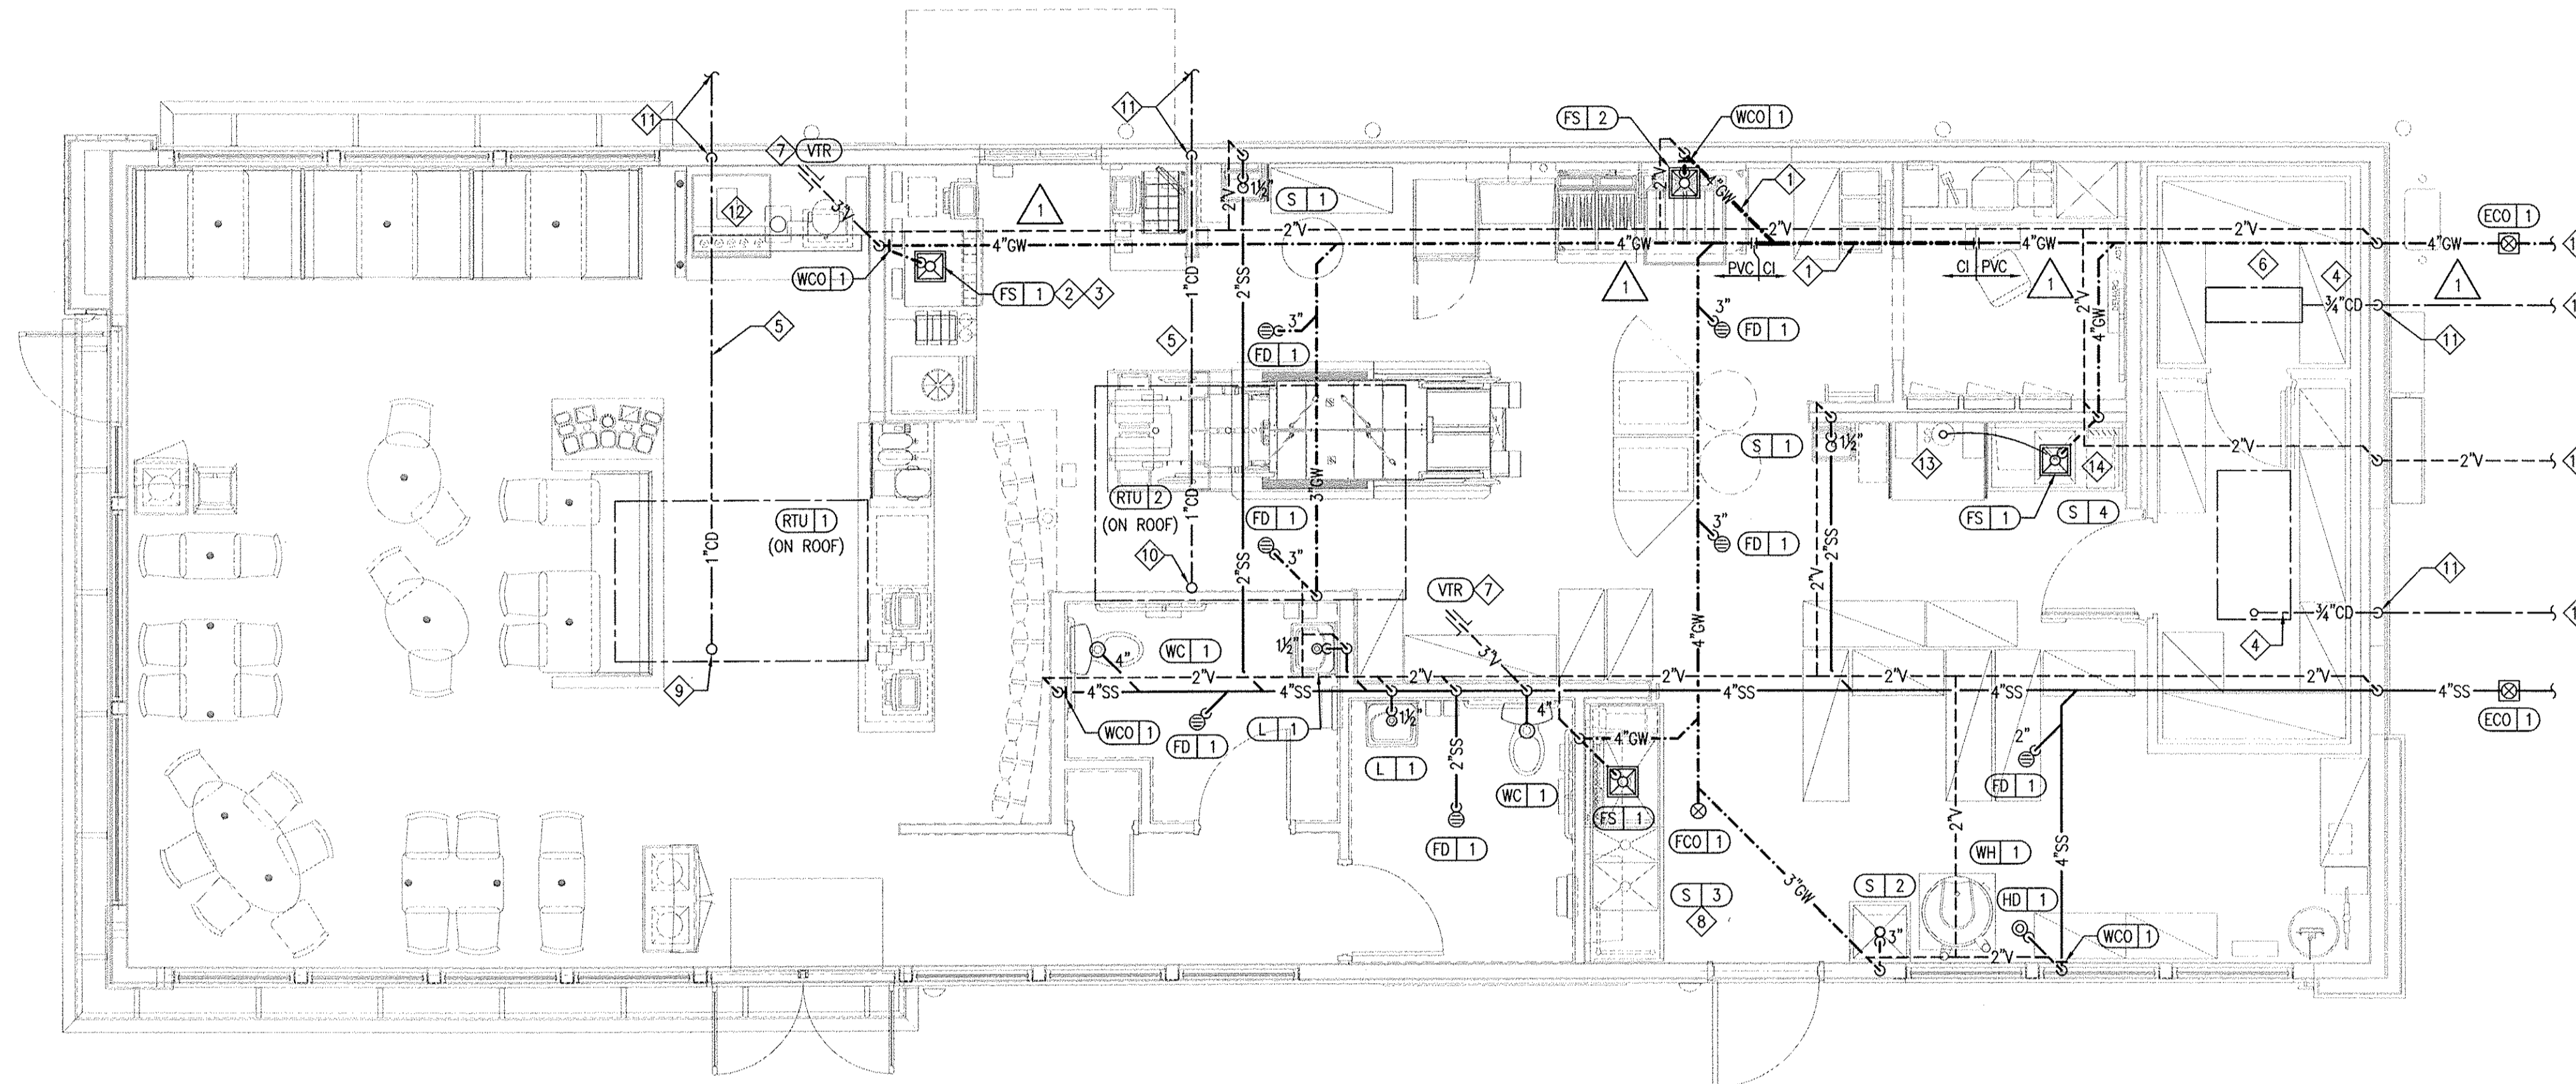 11
11
FS 2
WCO 1
7 VTR
1
12
3"V
1½"
2"V
S 1
2"V
4"GW
1
ECO 1
4"GW
2"V
4"GW
4"GW
2"V
4"GW
WCO 1
PVC CI
1
CI PVC
6
4
FS 1 2 3
1
1
1
2"V
4"GW
¾"CD
1"CD
2"SS
5
5
3"
FD 1
3"
FD 1
11
S 1
1½"
13
14
2"V
2"V
RTU 2
(ON ROOF)
RTU 1
(ON ROOF)
1"CD
1"CD
3"GW
FD 1
3"
FS 1
S 4
3"
FD 1
2"SS
2"V
2"SS
10
VTR 7
11
¾"CD
4
4"GW
3"V
WC 1
4"
1½"
9
2"V
2"V
2"V
2"V
4"SS
4"SS
4"SS
4"SS
4"SS
WCO 1
FD 1
L 1
1½"
4"
4"GW
2"
ECO 1
L 1
2"SS
WC 1
FS 1
FD 1
FD 1
FCO 1
2"V
4"SS
WH 1
3"GW
S 3
8
S 2
HD 1
3"
WCO 1
2"V